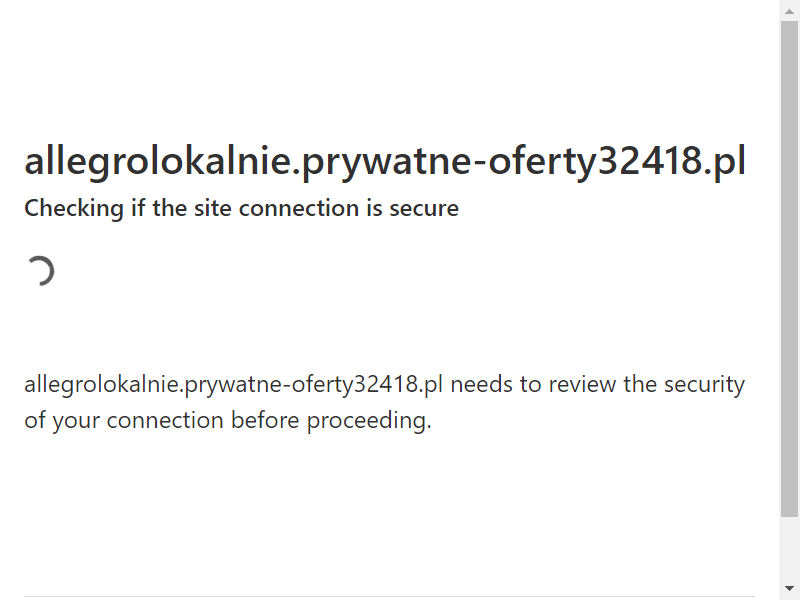 allegrolokalnie.prywatne-oferty32418.pl
Checking if the site connection is secure
allegrolokalnie.prywatne-oferty32418.pl needs to review the security
of your connection before proceeding.